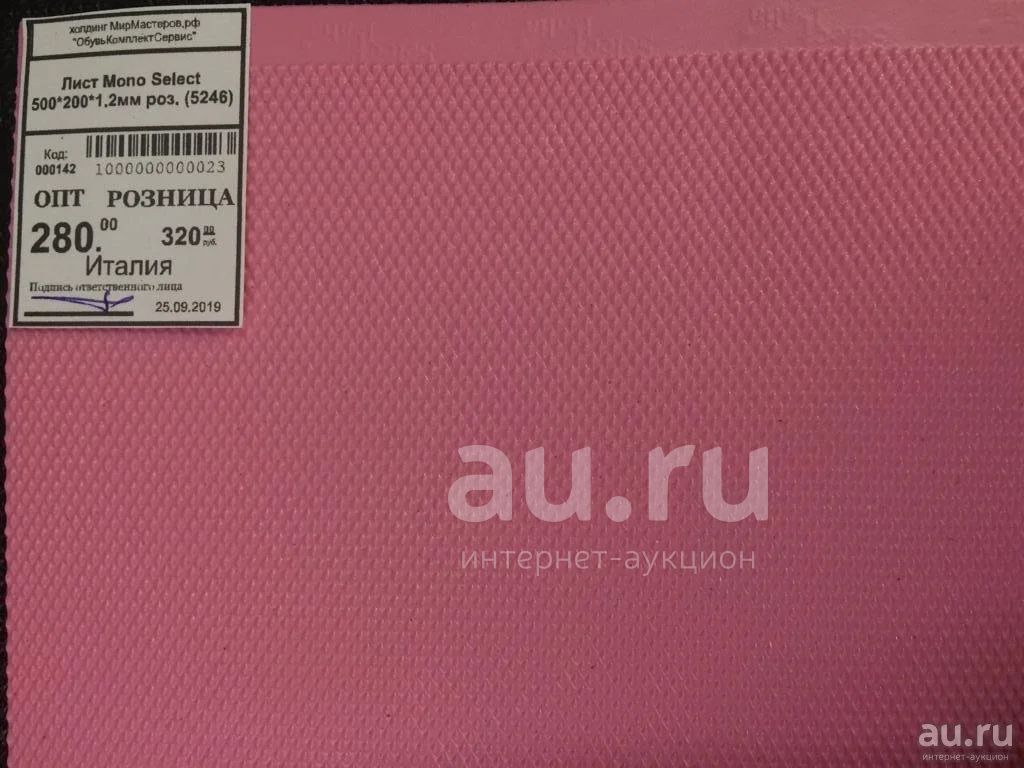 холдинг МирМастеров.рф
"ОбувьКомплектСервис"
Лист Mono Select
500*200*1,2мм роз. (5246)
Код:
000142
1000000000023
ОПТ РОЗНИЦА
280.00
320
руб.
Италия
Подпись ответственного лица
25.09.2019
au.ru
интернет-аукцион
au.ru
интернет-аукцион